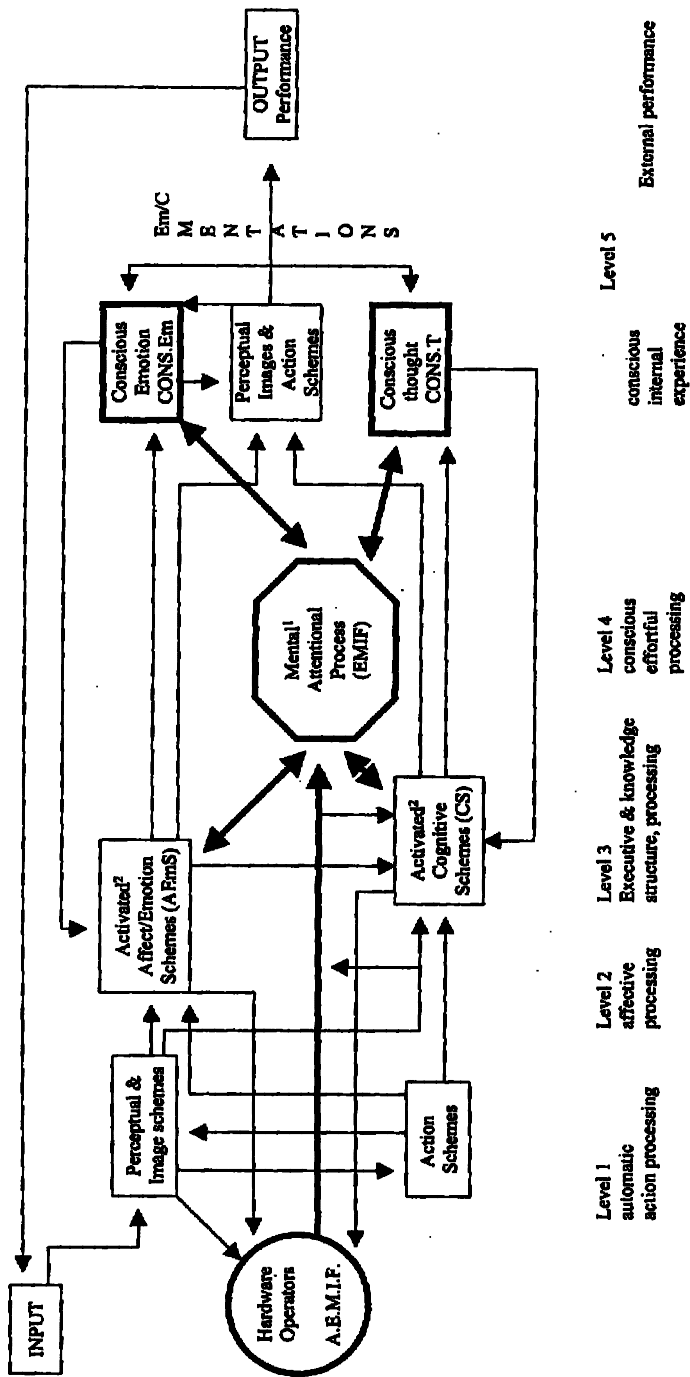 INPUT
Hardware
Operators
A.B.M.I.F.
Perceptual &
Image schemes
Action
Schemes
Activated²
Affect/Emotion
Schemes (AEmS)
Activated²
Cognitive
Schemes (CS)
Mental¹
Attentional
Process
(EMIF)
Conscious
Emotion
CONS.Em
Perceptual
Images &
Action
Schemes
Conscious
thought
CONS.T
Em/C
M
E
N
T
A
T
I
O
N
S
OUTPUT
Performance
Level 1
automatic
action processing
Level 2
affective
processing
Level 3
Executive & knowledge
structure, processing
Level 4
conscious
effortful
processing
conscious
internal
experience
Level 5
External performance